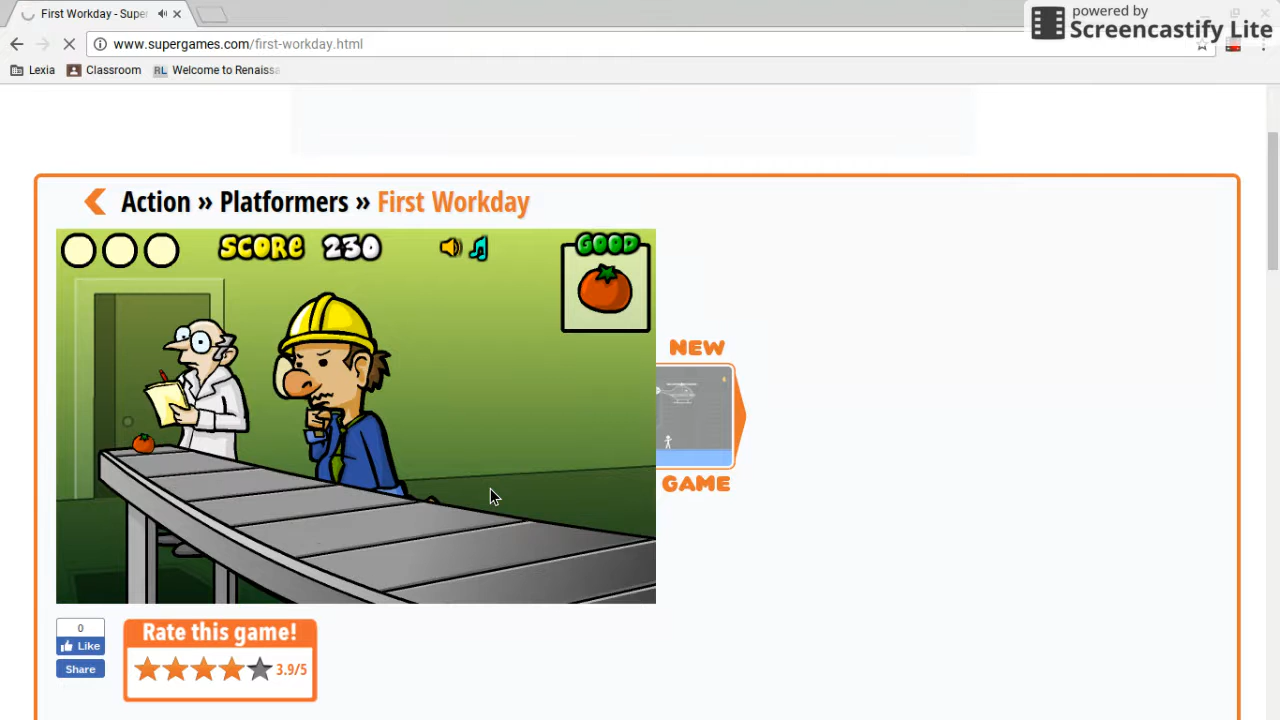 First Workday - Super
powered by
Screencastify Lite
www.supergames.com/first-workday.html
Lexia
Classroom
RL
Welcome to Renaissa
Action » Platformers » First Workday
SCORE 230
GOOD
NEW
GAME
0
Like
Share
Rate this game!
3.9/5